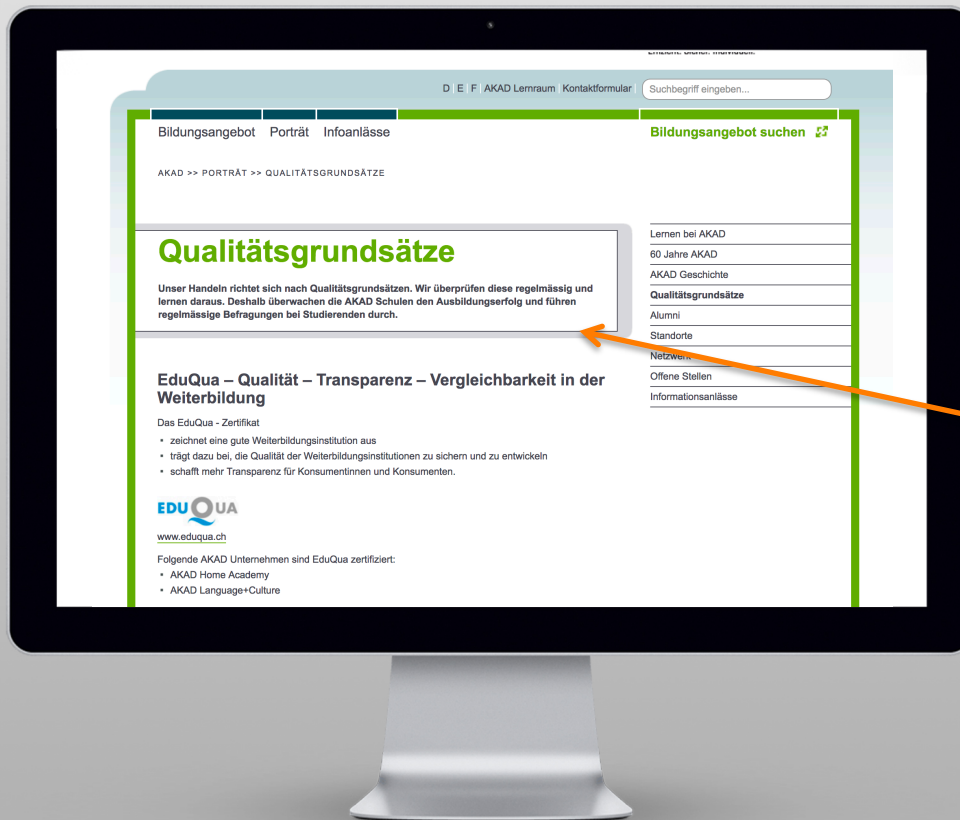 D E F AKAD Lernraum Kontaktformular Suchbegriff eingeben...
Bildungsangebot Porträt Infoanlässe
Bildungsangebot suchen
AKAD >> PORTRÄT >> QUALITÄTSGRUNDSÄTZE
Qualitätsgrundsätze
Unser Handeln richtet sich nach Qualitätsgrundsätzen. Wir überprüfen diese regelmässig und
lernen daraus. Deshalb überwachen die AKAD Schulen den Ausbildungserfolg und führen
regelmässige Befragungen bei Studierenden durch.
Lernen bei AKAD
60 Jahre AKAD
AKAD Geschichte
Qualitätsgrundsätze
Alumni
Standorte
Netzwerk
Offene Stellen
Informationsanlässe
EduQua – Qualität – Transparenz – Vergleichbarkeit in der
Weiterbildung
Das EduQua - Zertifikat
• zeichnet eine gute Weiterbildungsinstitution aus
• trägt dazu bei, die Qualität der Weiterbildungsinstitutionen zu sichern und zu entwickeln
• schafft mehr Transparenz für Konsumentinnen und Konsumenten.
EDUQUA
www.eduqua.ch
Folgende AKAD Unternehmen sind EduQua zertifiziert:
• AKAD Home Academy
• AKAD Language+Culture